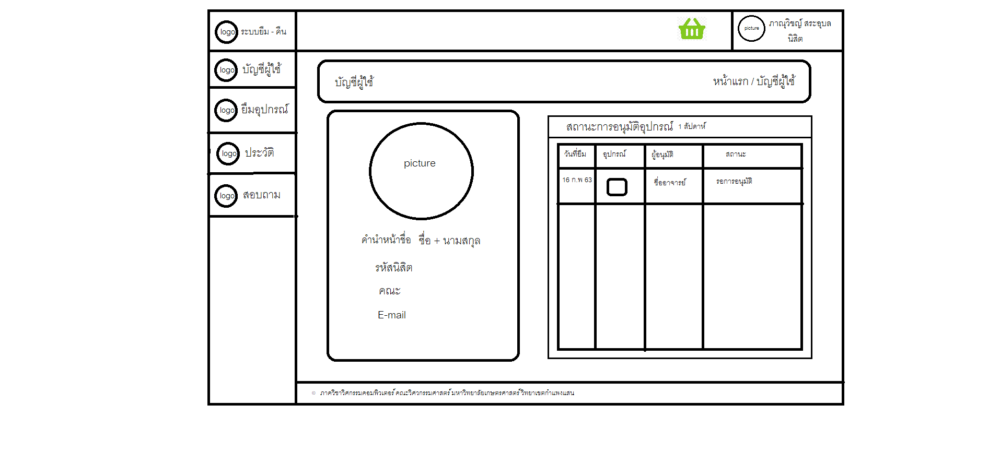 logo ระบบยืม - คืน
picture
ภาณุวิชญ์ สระอุบล
นิสิต
logo บัญชีผู้ใช้
logo ยืมอุปกรณ์
logo ประวัติ
logo สอบถาม
บัญชีผู้ใช้
หน้าแรก / บัญชีผู้ใช้
picture
คำนำหน้าชื่อ ชื่อ + นามสกุล
รหัสนิสิต
คณะ
E-mail
สถานะการอนุมัติอุปกรณ์ 1 สัปดาห์
วันที่ยืม อุปกรณ์ ผู้อนุมัติ สถานะ
16 ก.พ 63 ชื่ออาจารย์ รอการอนุมัติ
© ภาควิชาวิศกรรมคอมพิวเตอร์ คณะวิศวกรรมศาสตร์ มหาวิทยาลัยเกษตรศาสตร์ วิทยาเขตกำแพงแสน